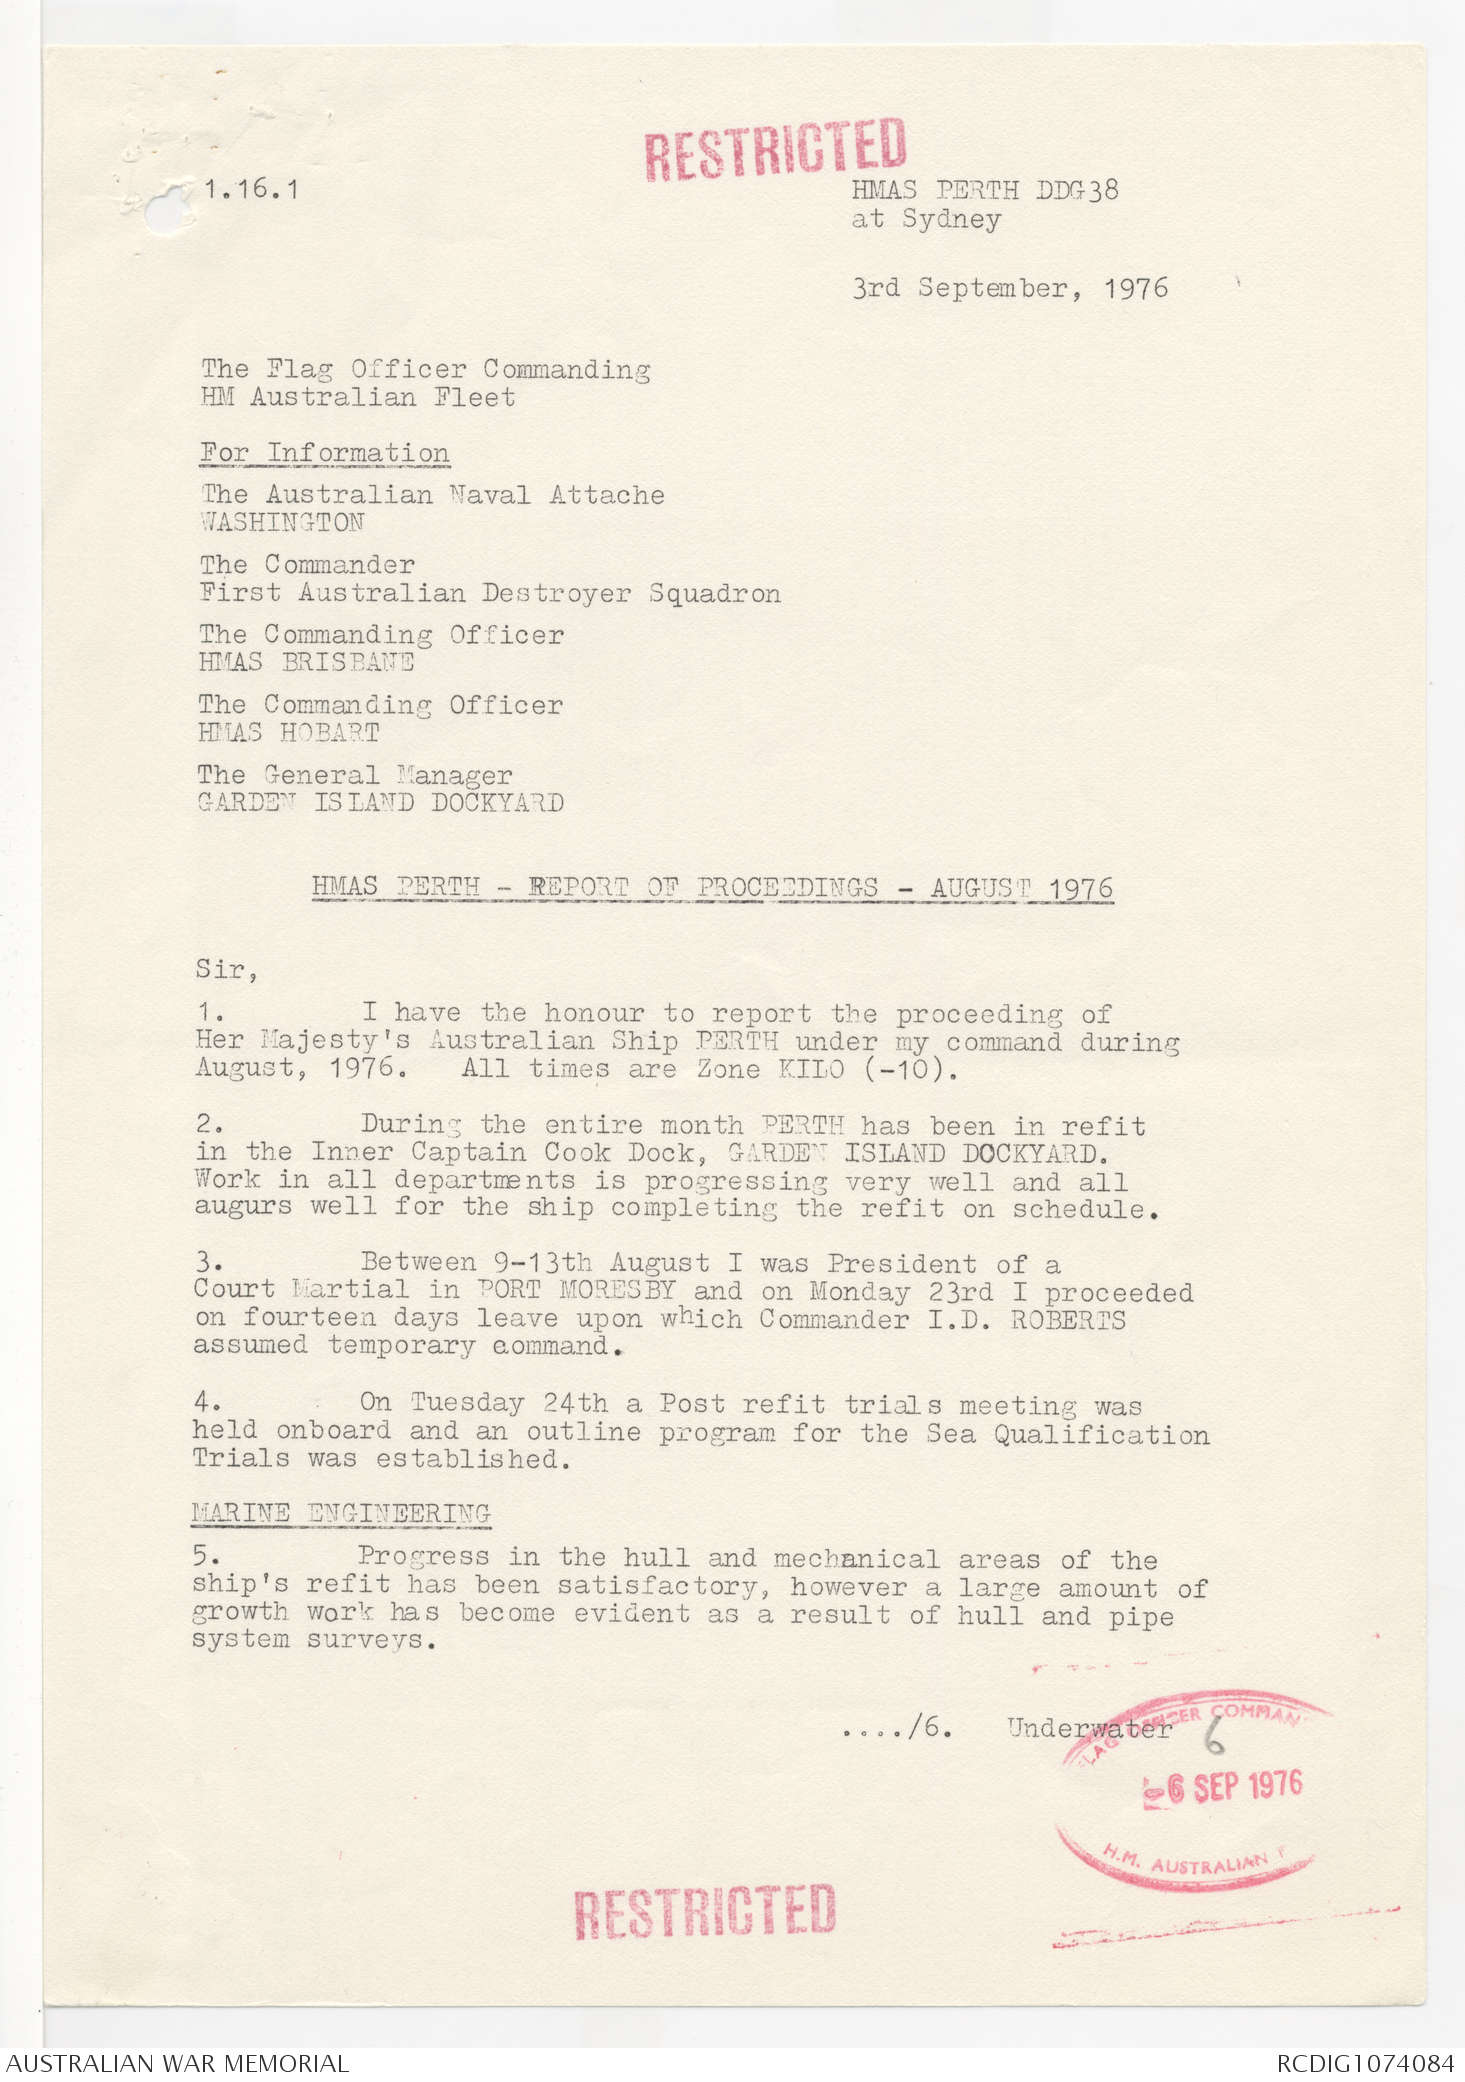 RESTRICTED
1.16.1
HMAS PERTH DDG38
at Sydney
3rd September, 1976
The Flag Officer Commanding
HM Australian Fleet
For Information
The Australian Naval Attache
WASHINGTON
The Commander
First Australian Destroyer Squadron
The Commanding Officer
HMAS BRISBANE
The Commanding Officer
HMAS HOBART
The General Manager
GARDEN ISLAND DOCKYARD
HMAS PERTH - REPORT OF PROCEEDINGS - AUGUST 1976
Sir,
1. I have the honour to report the proceeding of
Her Majesty's Australian Ship PERTH under my command during
August, 1976. All times are Zone KILO (-10).
2. During the entire month PERTH has been in refit
in the Inner Captain Cook Dock, GARDEN ISLAND DOCKYARD.
Work in all departments is progressing very well and all
augurs well for the ship completing the refit on schedule.
3. Between 9-13th August I was President of a
Court Martial in PORT MORESBY and on Monday 23rd I proceeded
on fourteen days leave upon which Commander I.D. ROBERTS
assumed temporary command.
4. On Tuesday 24th a Post refit trials meeting was
held onboard and an outline program for the Sea Qualification
Trials was established.
MARINE ENGINEERING
5. Progress in the hull and mechanical areas of the
ship's refit has been satisfactory, however a large amount of
growth work has become evident as a result of hull and pipe
system surveys.
..../6. Underwater
6
6 SEP 1976
H.M. AUSTRALIAN
RESTRICTED
AUSTRALIAN WAR MEMORIAL
RCDIG1074084